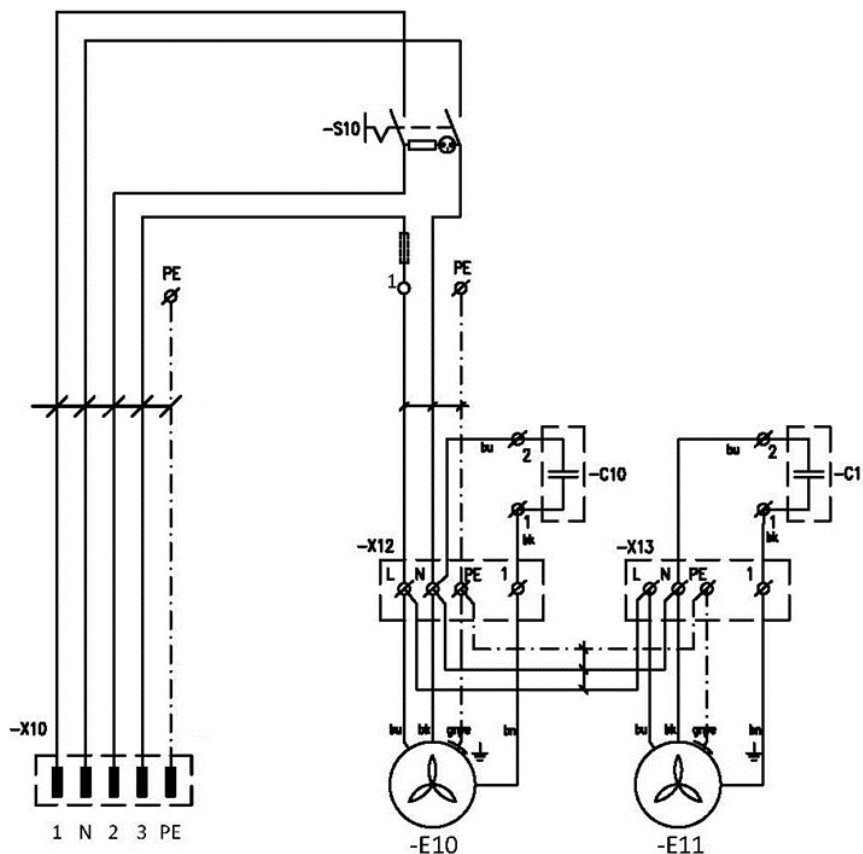 -S10
PE
1
PE
bu
2
-C10
bu
2
-C1
1
bk
1
bk
-X12
L
N
PE
1
-X13
L
N
PE
1
-X10
bu
bk
gnye
bn
bu
bk
gnye
bn
1 N 2 3 PE
-E10
-E11